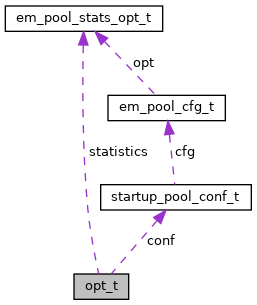 em_pool_stats_opt_t
opt
em_pool_cfg_t
statistics
cfg
startup_pool_conf_t
conf
opt_t